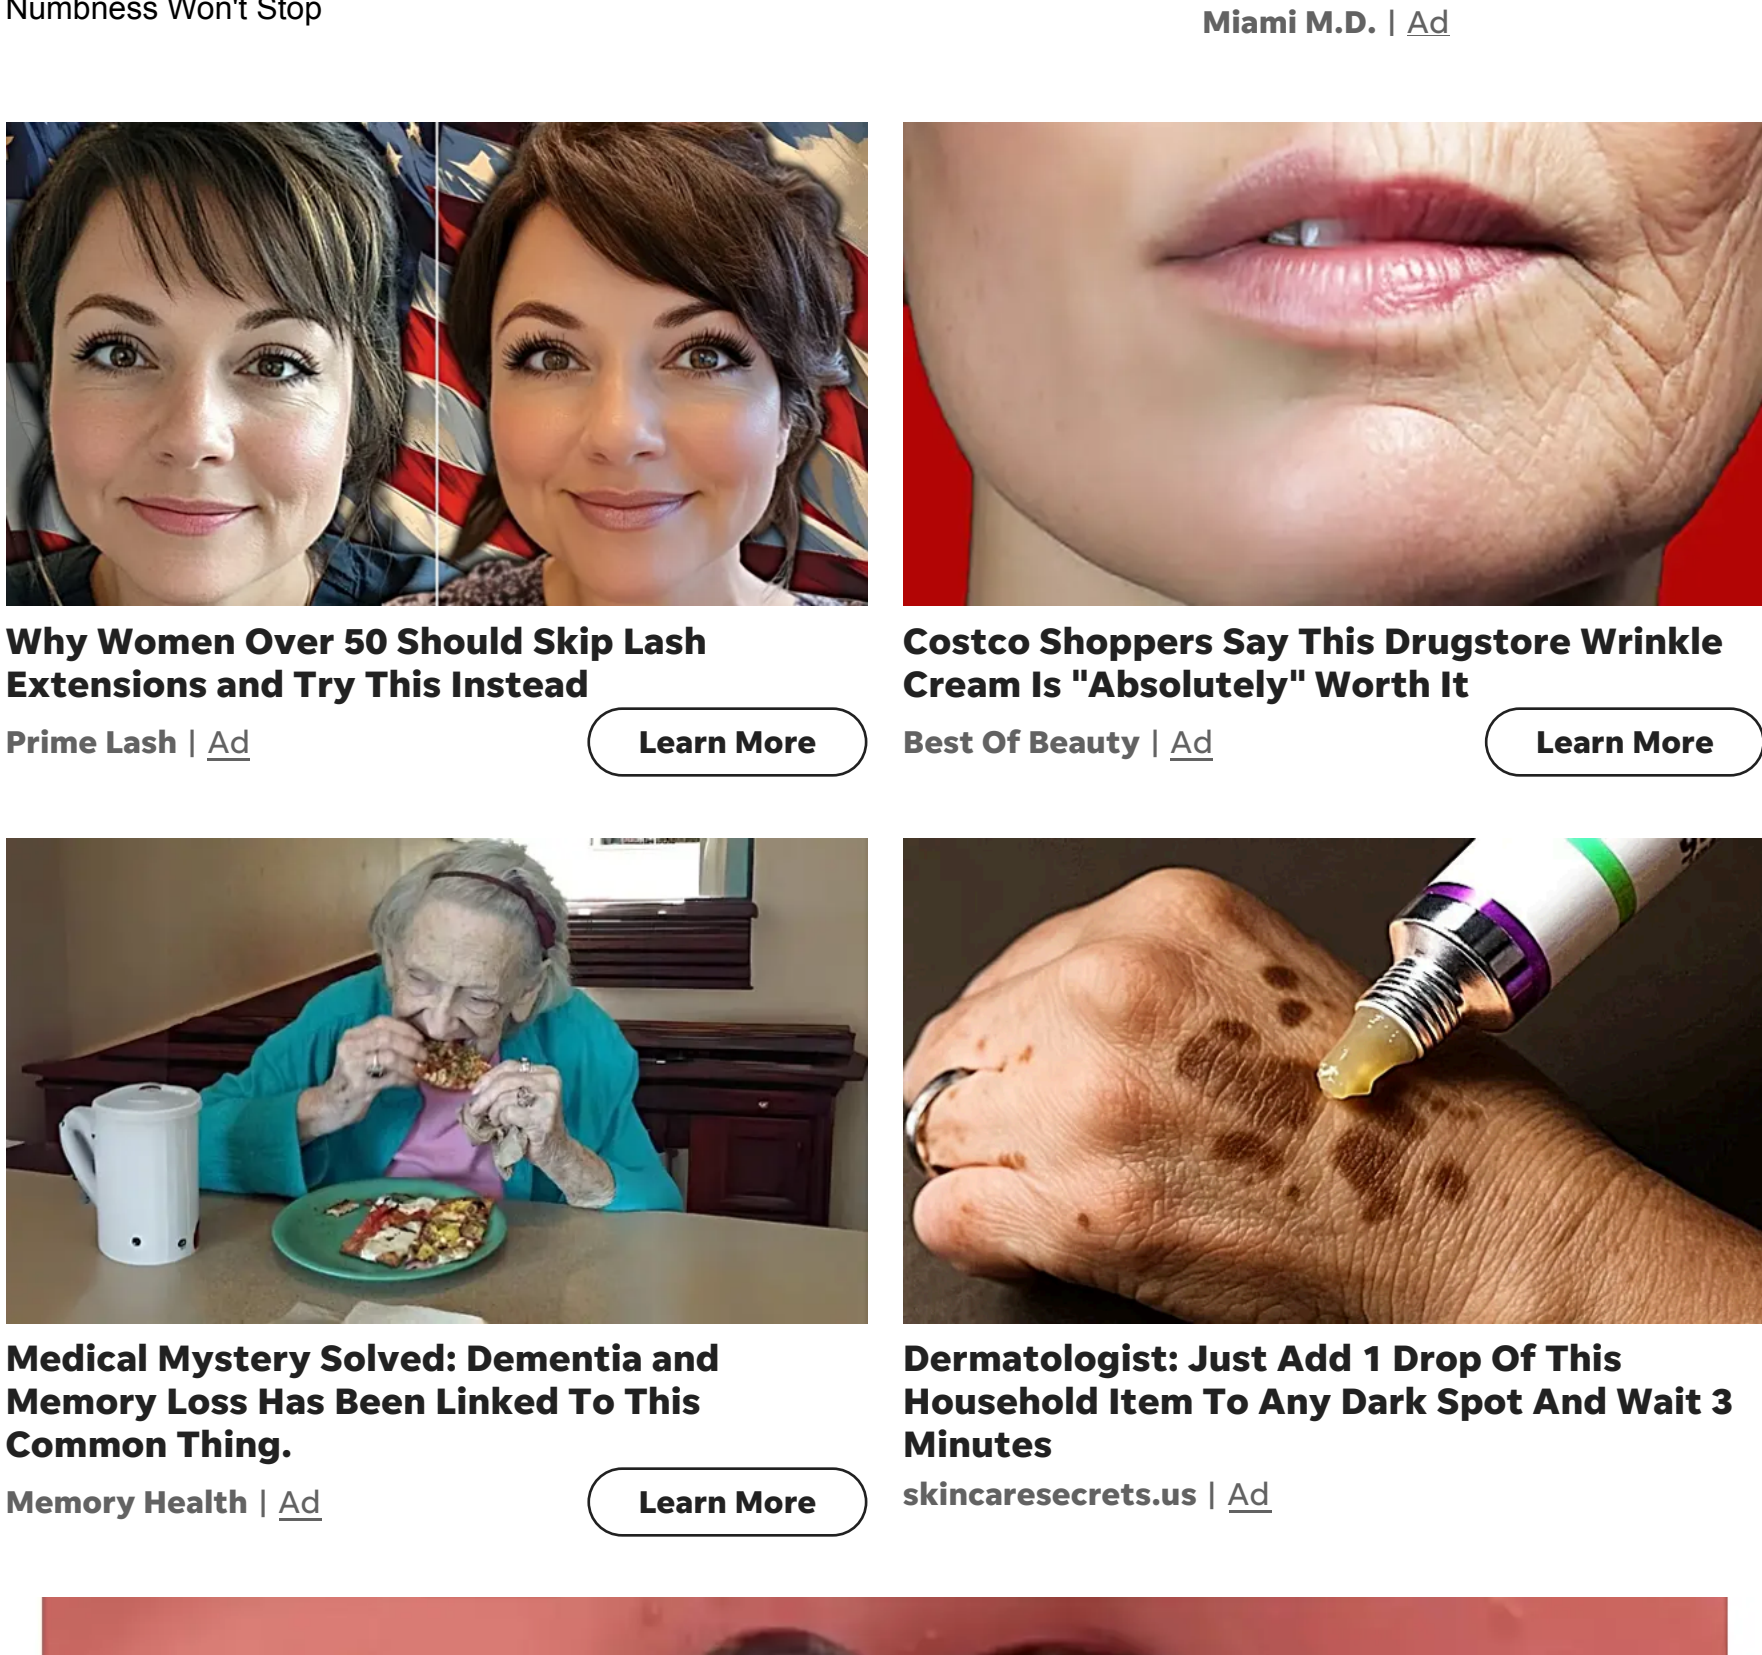 Numbness Won't Stop
Miami M.D. | Ad
Why Women Over 50 Should Skip Lash
Extensions and Try This Instead
Prime Lash | Ad
Learn More
Costco Shoppers Say This Drugstore Wrinkle
Cream Is "Absolutely" Worth It
Best Of Beauty | Ad
Learn More
Medical Mystery Solved: Dementia and
Memory Loss Has Been Linked To This
Common Thing.
Memory Health | Ad
Learn More
Dermatologist: Just Add 1 Drop Of This
Household Item To Any Dark Spot And Wait 3
Minutes
skincaresecrets.us | Ad